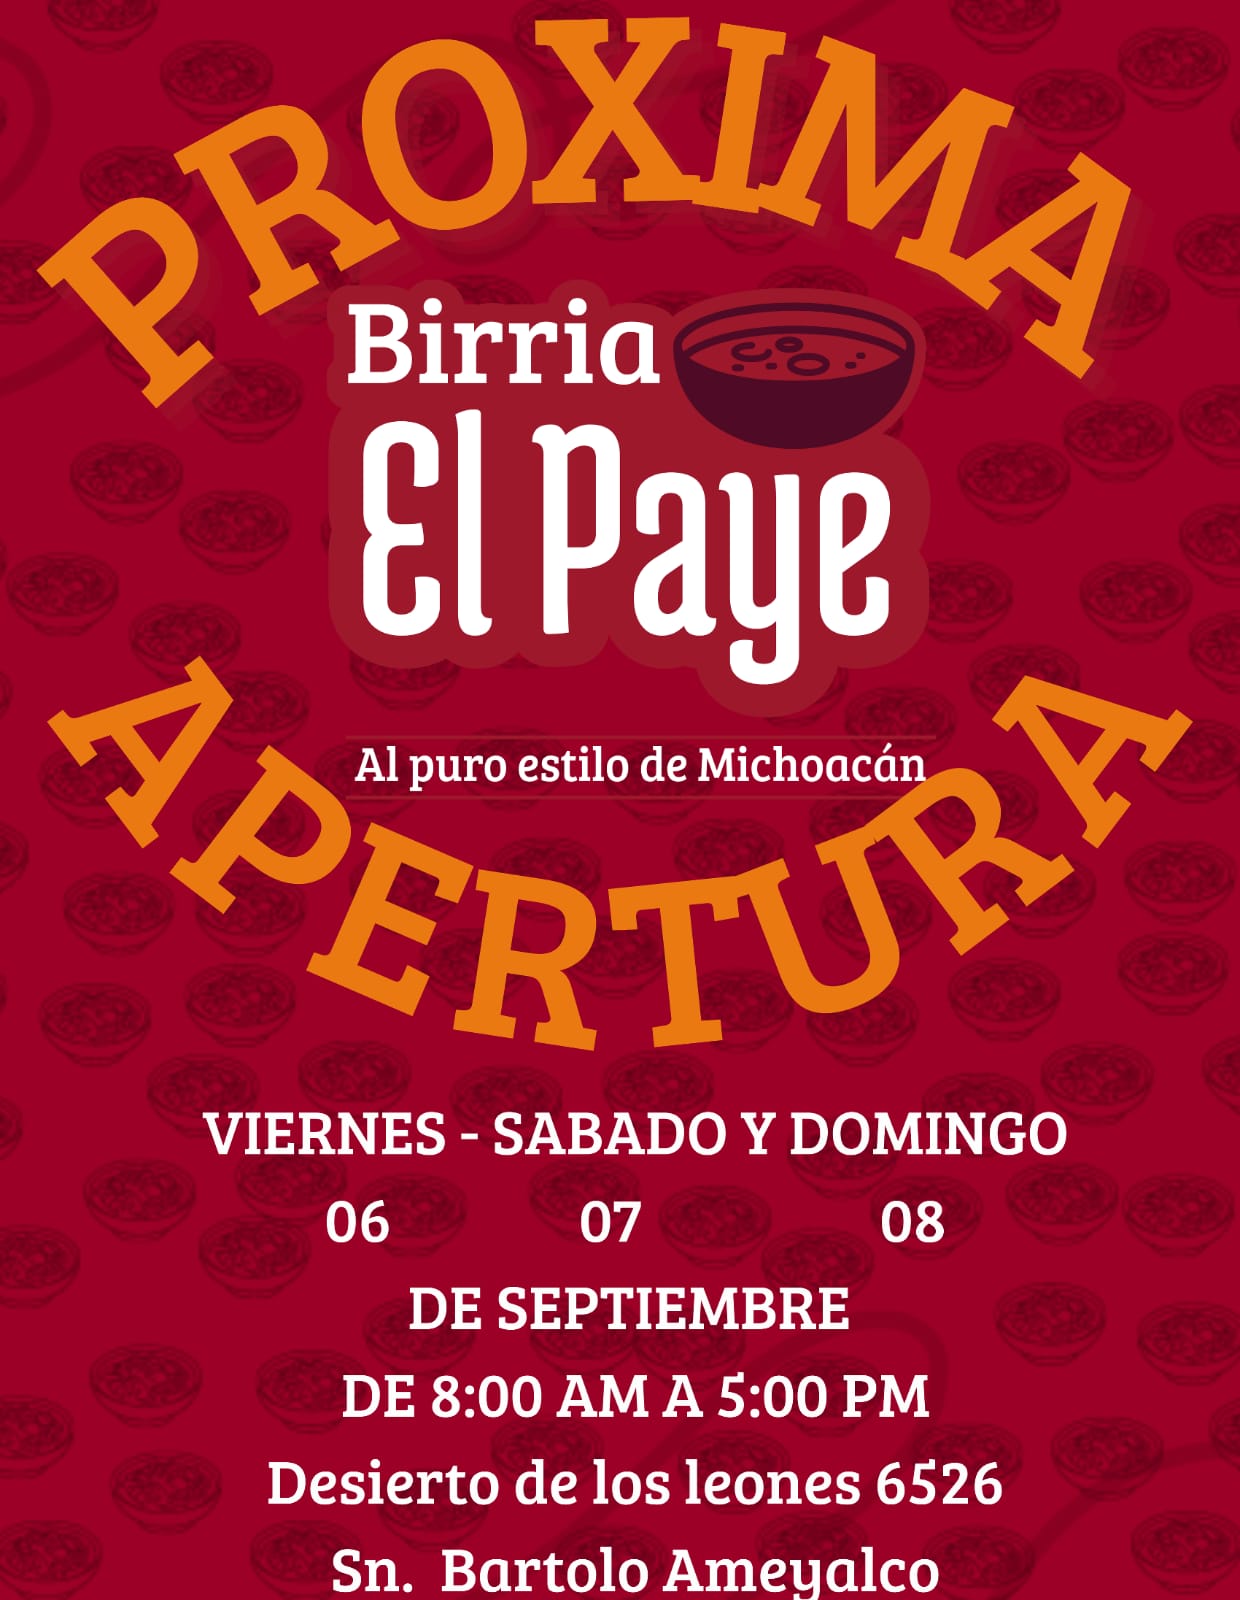 PROXIMA
Birria
El Paye
Al puro estilo de Michoacán
APERTURA
VIERNES - SABADO Y DOMINGO
06 07 08
DE SEPTIEMBRE
DE 8:00 AM A 5:00 PM
Desierto de los leones 6526
Sn. Bartolo Ameyalco